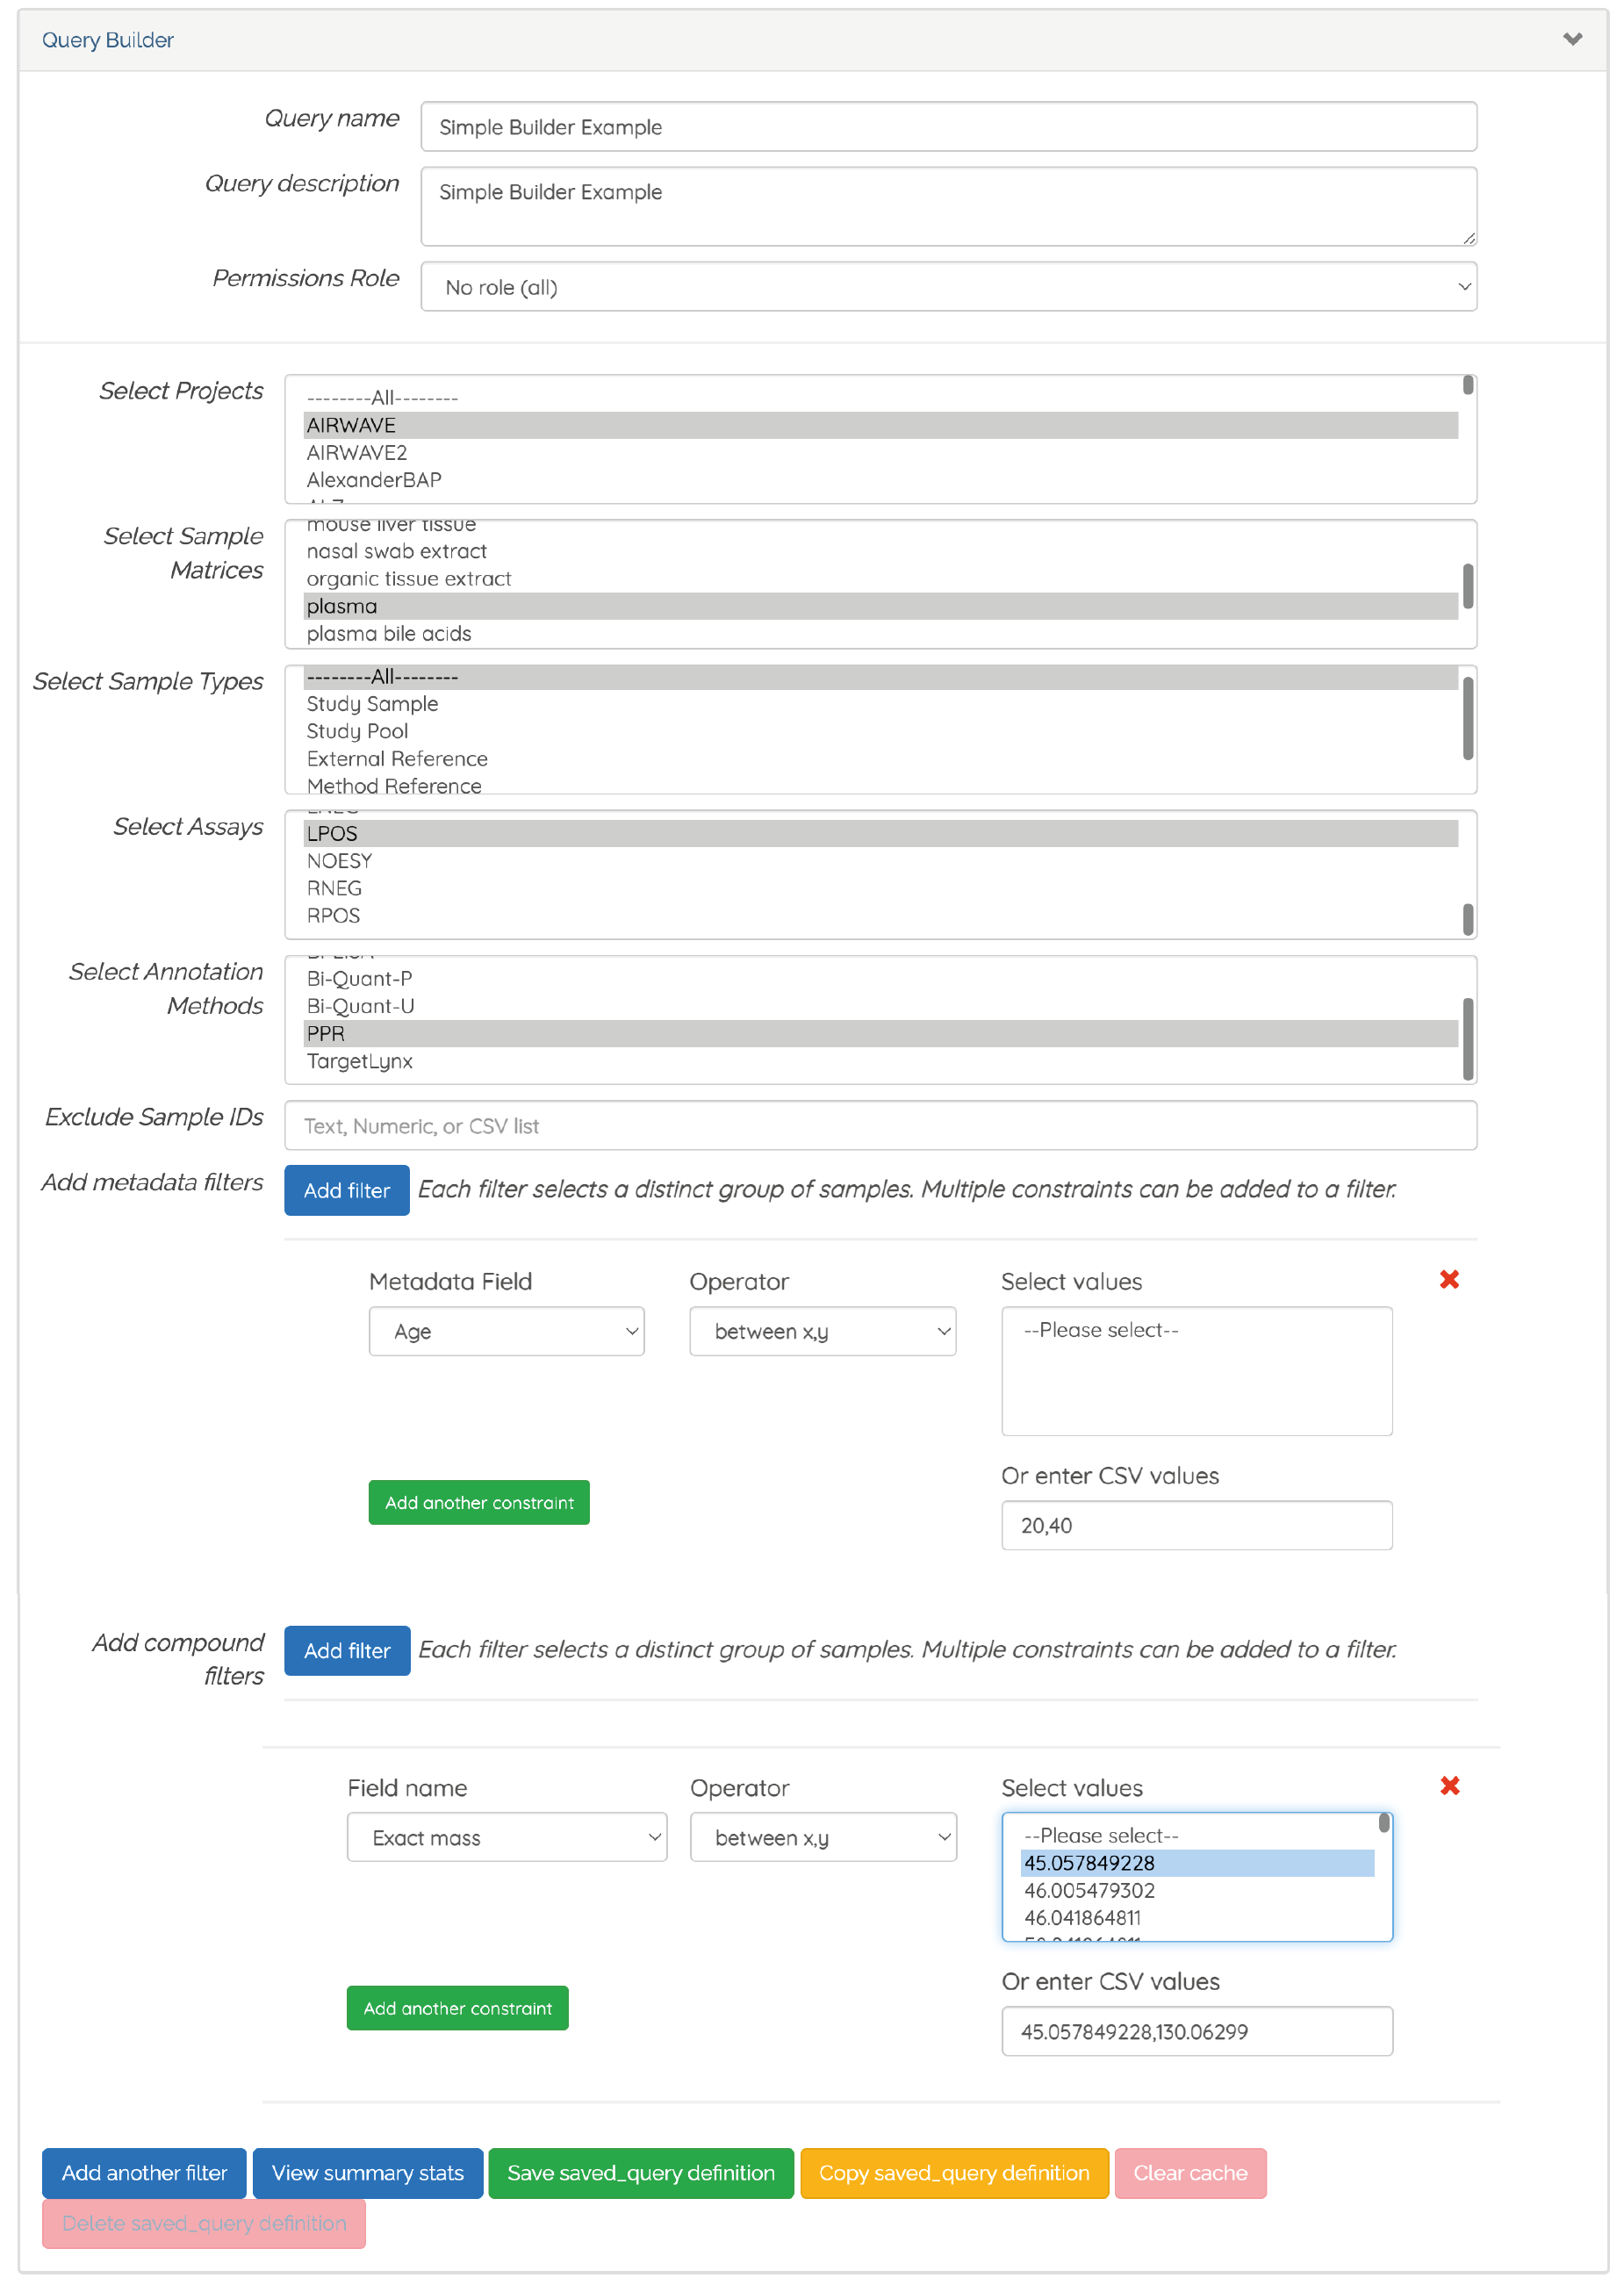 Query Builder
Query name
Simple Builder Example
Query description
Simple Builder Example
Permissions Role
No role (all)
Select Projects
--------All--------
AIRWAVE
AIRWAVE2
AlexanderBAP
Select Sample
Matrices
mouse liver tissue
nasal swab extract
organic tissue extract
plasma
plasma bile acids
Select Sample Types
--------All--------
Study Sample
Study Pool
External Reference
Method Reference
Select Assays
LPOS
NOESY
RNEG
RPOS
Select Annotation
Methods
Bi-Quant-P
Bi-Quant-U
PPR
TargetLynx
Exclude Sample IDs
Text, Numeric, or CSV list
Add metadata filters
Add filter
Each filter selects a distinct group of samples. Multiple constraints can be added to a filter.
Metadata Field
Operator
Select values
Age
between x,y
--Please select--
Or enter CSV values
Add another constraint
20,40
Add compound
filters
Add filter
Each filter selects a distinct group of samples. Multiple constraints can be added to a filter.
Field name
Operator
Select values
Exact mass
between x,y
--Please select--
45.057849228
46.005479302
46.041864811
Or enter CSV values
Add another constraint
45.057849228,130.06299
Add another filter
View summary stats
Save saved_query definition
Copy saved_query definition
Clear cache
Delete saved_query definition